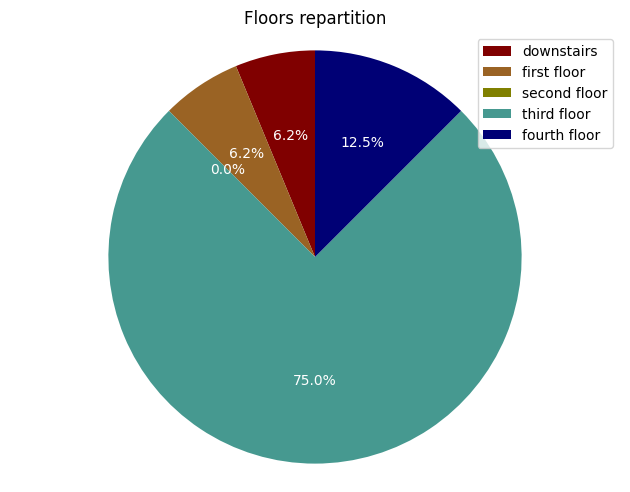 Floors repartition
downstairs
first floor
second floor
third floor
fourth floor
6.2%
12.5%
6.2%
0.0%
75.0%